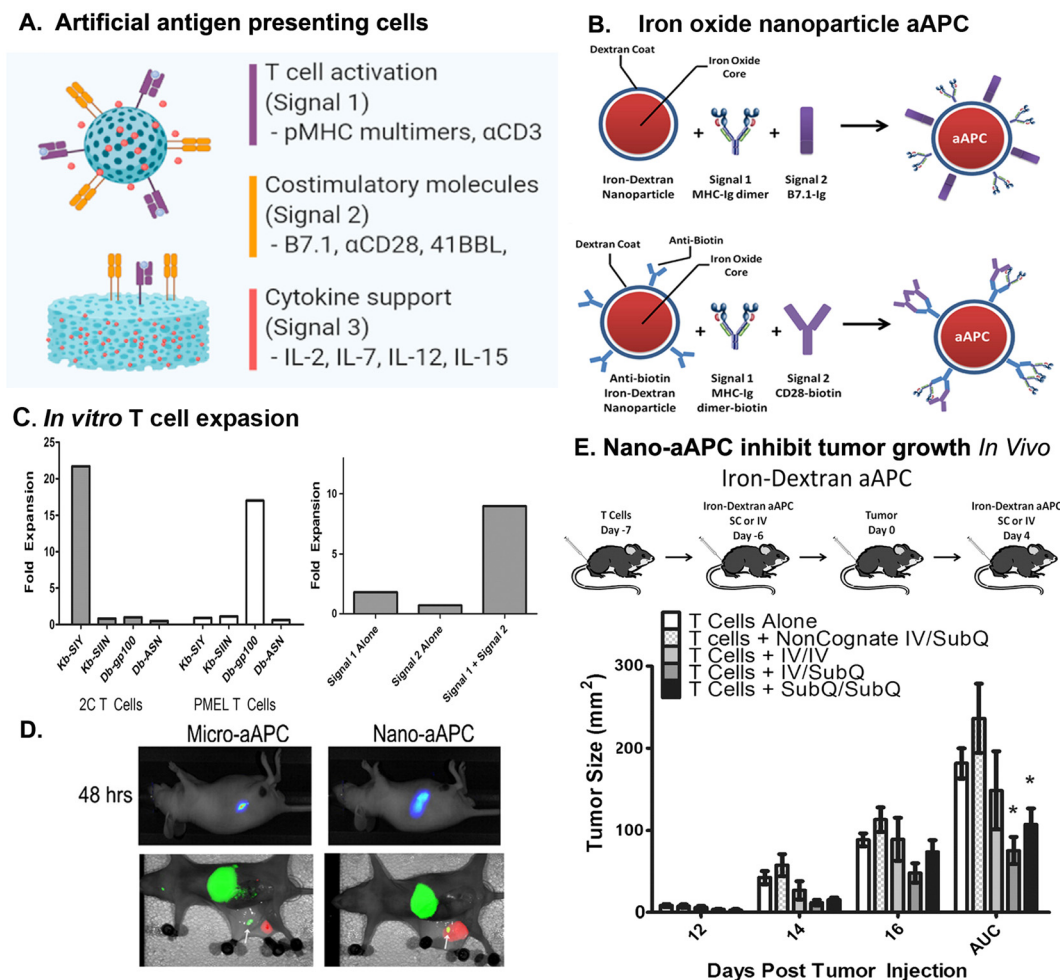 A. Artificial antigen presenting cells
T cell activation
(Signal 1)
- pMHC multimers, αCD3
Costimulatory molecules
(Signal 2)
- B7.1, αCD28, 41BBL,
Cytokine support
(Signal 3)
- IL-2, IL-7, IL-12, IL-15
B. Iron oxide nanoparticle aAPC
Dextran Coat
Iron Oxide
Core
+
+
aAPC
Iron-Dextran
Nanoparticle
Signal 1
MHC-Ig dimer
Signal 2
B7.1-Ig
Dextran Coat
Anti-Biotin
Iron Oxide
Core
+
+
aAPC
Anti-biotin
Iron-Dextran
Nanoparticle
Signal 1
MHC-Ig
dimer-biotin
Signal 2
CD28-biotin
C. In vitro T cell expasion
Fold Expansion
25
20
15
10
5
0
Kb-SIY
Kb-SIIN
Db-gp100
Db-ASN
Kb-SIY
Kb-SIIN
Db-gp100
Db-ASN
2C T Cells
PMEL T Cells
Fold Expansion
10
5
0
Signal 1 Alone
Signal 2 Alone
Signal 1 + Signal 2
D.
Micro-aAPC
Nano-aAPC
48 hrs
E. Nano-aAPC inhibit tumor growth In Vivo
Iron-Dextran aAPC
T Cells
Day -7
Iron-Dextran aAPC
SC or IV
Day -6
Tumor
Day 0
Iron-Dextran aAPC
SC or IV
Day 4
T Cells Alone
T cells + NonCognate IV/SubQ
T Cells + IV/IV
T Cells + IV/SubQ
T Cells + SubQ/SubQ
Tumor Size (mm²)
300
200
100
0
*
*
12
14
16
AUC
Days Post Tumor Injection